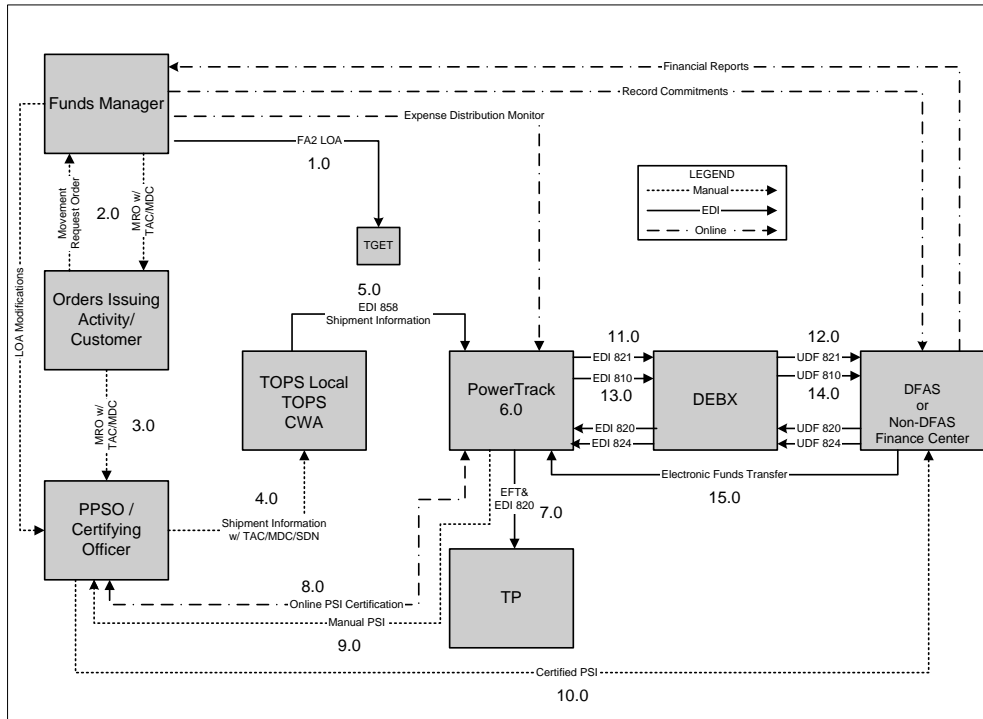 Financial Reports
Record Commitments
Funds Manager
Expense Distribution Monitor
FA2 LOA
1.0
LEGEND
Manual
EDI
Online
Movement
Request Order
2.0
MRO w/
TAC/MDC
LOA Modifications
TGET
5.0
EDI 858
Shipment Information
Orders Issuing
Activity/
Customer
11.0
12.0
EDI 821
UDF 821
TOPS Local
TOPS
CWA
PowerTrack
6.0
EDI 810
13.0
DEBX
UDF 810
14.0
DFAS
or
Non-DFAS
Finance Center
MRO w/
TAC/MDC
3.0
EDI 820
EDI 824
UDF 820
UDF 824
Electronic Funds Transfer
15.0
PPSO /
Certifying
Officer
4.0
Shipment Information
w/ TAC/MDC/SDN
EFT&
EDI 820
7.0
TP
8.0
Online PSI Certification
Manual PSI
9.0
Certified PSI
10.0